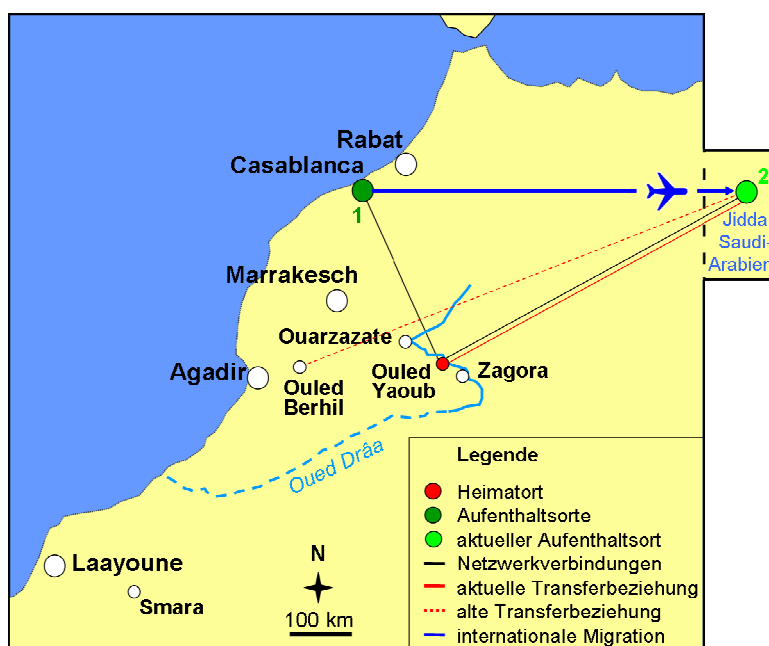 Rabat
Casablanca
1
2
Jidda
Saudi-
Arabien
Marrakesch
Ouarzazate
Agadir
Ouled
Berhil
Ouled
Yaoub
Zagora
Oued Drâa
Laayoune
Smara
N
100 km
Legende
Heimatort
Aufenthaltsorte
aktueller Aufenthaltsort
Netzwerkverbindungen
aktuelle Transferbeziehung
alte Transferbeziehung
internationale Migration